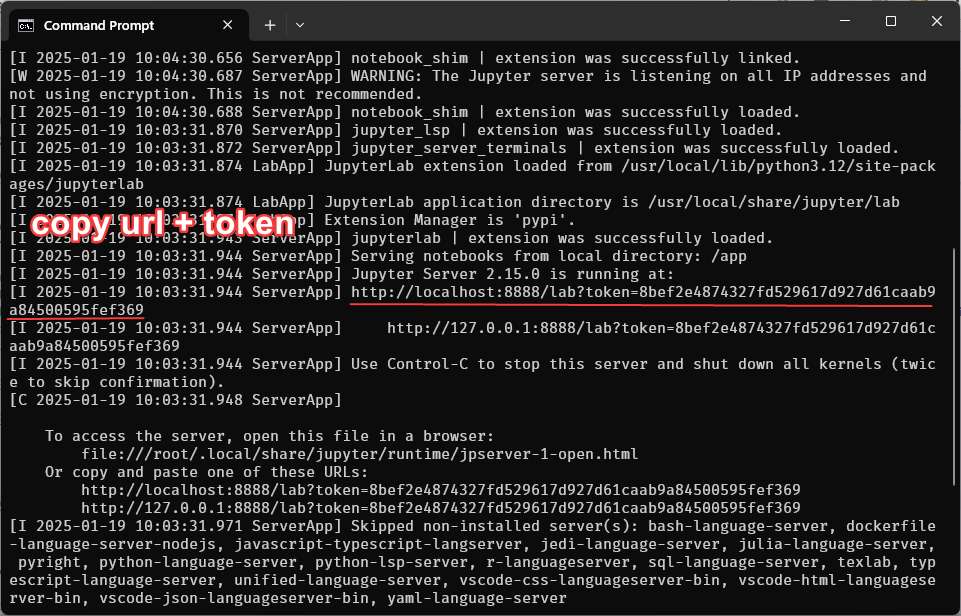 Command Prompt
[I 2025-01-19 10:04:30.656 ServerApp] notebook_shim | extension was successfully linked.
[W 2025-01-19 10:04:30.687 ServerApp] WARNING: The Jupyter server is listening on all IP addresses and
not using encryption. This is not recommended.
[I 2025-01-19 10:04:30.688 ServerApp] notebook_shim | extension was successfully loaded.
[I 2025-01-19 10:03:31.870 ServerApp] jupyter_lsp | extension was successfully loaded.
[I 2025-01-19 10:03:31.872 ServerApp] jupyter_server_terminals | extension was successfully loaded.
[I 2025-01-19 10:03:31.874 LabApp] JupyterLab extension loaded from /usr/local/lib/python3.12/site-pack
ages/jupyterlab
[I 2025-01-19 10:03:31.874 LabApp] JupyterLab application directory is /usr/local/share/jupyter/lab
copy url + token
[I LabApp] Extension Manager is 'pypi'.
[I 2025-01-19 10:03:31.943 ServerApp] jupyterlab | extension was successfully loaded.
[I 2025-01-19 10:03:31.944 ServerApp] Serving notebooks from local directory: /app
[I 2025-01-19 10:03:31.944 ServerApp] Jupyter Server 2.15.0 is running at:
[I 2025-01-19 10:03:31.944 ServerApp] http://localhost:8888/lab?token=8bef2e4874327fd529617d927d61caab9
a84500595fef369
[I 2025-01-19 10:03:31.944 ServerApp]     http://127.0.0.1:8888/lab?token=8bef2e4874327fd529617d927d61c
aab9a84500595fef369
[I 2025-01-19 10:03:31.944 ServerApp] Use Control-C to stop this server and shut down all kernels (twic
e to skip confirmation).
[C 2025-01-19 10:03:31.948 ServerApp]
To access the server, open this file in a browser:
file:///root/.local/share/jupyter/runtime/jpserver-1-open.html
Or copy and paste one of these URLs:
http://localhost:8888/lab?token=8bef2e4874327fd529617d927d61caab9a84500595fef369
http://127.0.0.1:8888/lab?token=8bef2e4874327fd529617d927d61caab9a84500595fef369
[I 2025-01-19 10:03:31.971 ServerApp] Skipped non-installed server(s): bash-language-server, dockerfile
-language-server-nodejs, javascript-typescript-langserver, jedi-language-server, julia-language-server,
pyright, python-language-server, python-lsp-server, r-languageserver, sql-language-server, texlab, typ
escript-language-server, unified-language-server, vscode-css-languageserver-bin, vscode-html-languagese
rver-bin, vscode-json-languageserver-bin, yaml-language-server